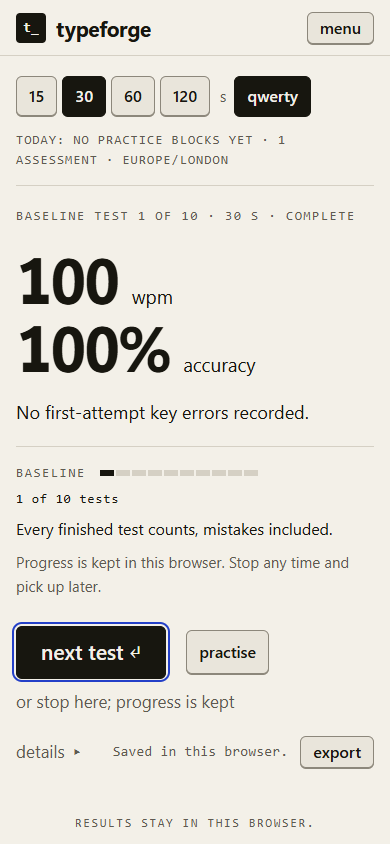 t_ typeforge menu
15 30 60 120 s qwerty
TODAY: NO PRACTICE BLOCKS YET · 1
ASSESSMENT · EUROPE/LONDON
BASELINE TEST 1 OF 10 · 30 S · COMPLETE
100 wpm
100% accuracy
No first-attempt key errors recorded.
BASELINE
1 of 10 tests
Every finished test counts, mistakes included.
Progress is kept in this browser. Stop any time and
pick up later.
next test ↵ practise
or stop here; progress is kept
details ▸ Saved in this browser. export
RESULTS STAY IN THIS BROWSER.